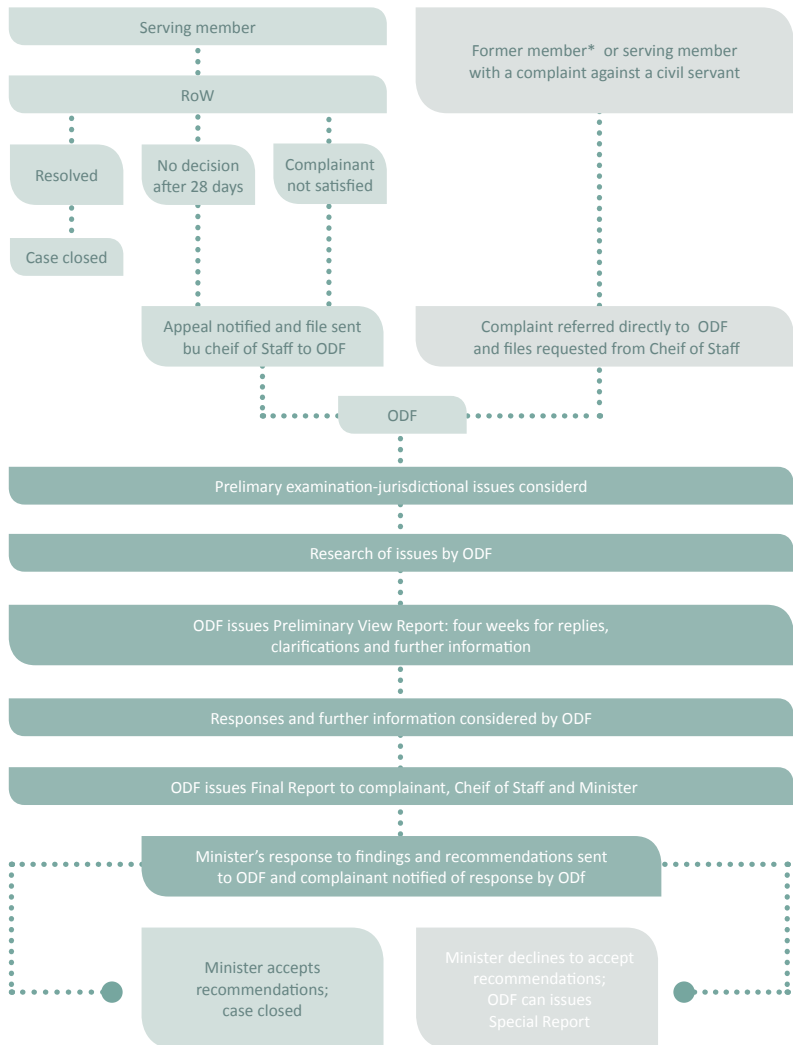 Serving member
Former member* or serving member
with a complaint against a civil servant
RoW
Resolved
No decision
after 28 days
Complainant
not satisfied
Case closed
Appeal notified and file sent
bu cheif of Staff to ODF
Complaint referred directly to ODF
and files requested from Cheif of Staff
ODF
Prelimary examination-jurisdictional issues considerd
Research of issues by ODF
ODF issues Preliminary View Report: four weeks for replies,
clarifications and further information
Responses and further information considered by ODF
ODF issues Final Report to complainant, Cheif of Staff and Minister
Minister’s response to findings and recommendations sent
to ODF and complainant notified of response by ODf
Minister accepts
recommendations;
case closed
Minister declines to accept
recommendations;
ODF can issues
Special Report